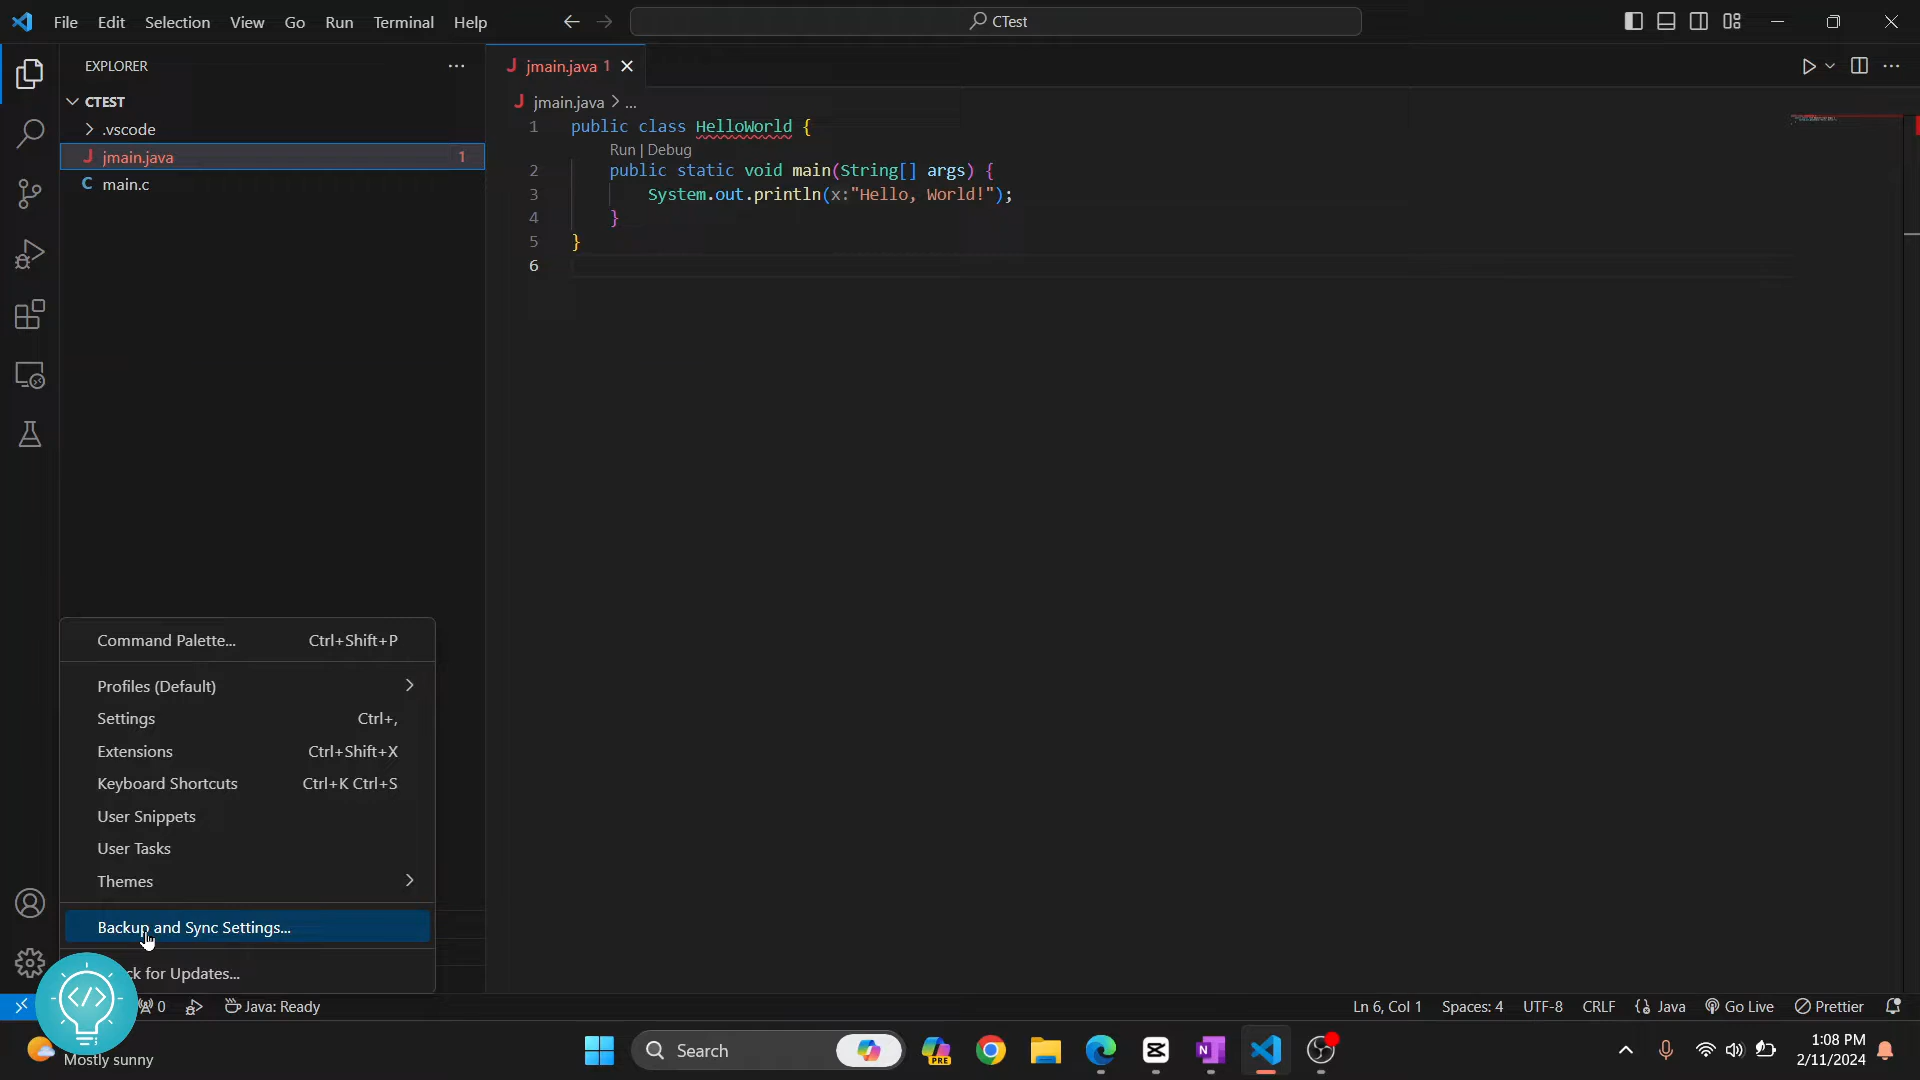 File Edit Selection View Go Run Terminal Help
CTest
EXPLORER
CTEST
.vscode
J jmain.java 1
C main.c
J jmain.java 1
J jmain.java > ...
1 public class HelloWorld {
Run | Debug
2 public static void main(String[] args) {
3 System.out.println(x:"Hello, World!");
4 }
5 }
6
Command Palette... Ctrl+Shift+P
Profiles (Default)
Settings Ctrl+,
Extensions Ctrl+Shift+X
Keyboard Shortcuts Ctrl+K Ctrl+S
User Snippets
User Tasks
Themes
Backup and Sync Settings...
ck for Updates...
0 Java: Ready
Ln 6, Col 1 Spaces: 4 UTF-8 CRLF {} Java Go Live Prettier
Mostly sunny
Search
PRE
N
1:08 PM
2/11/2024